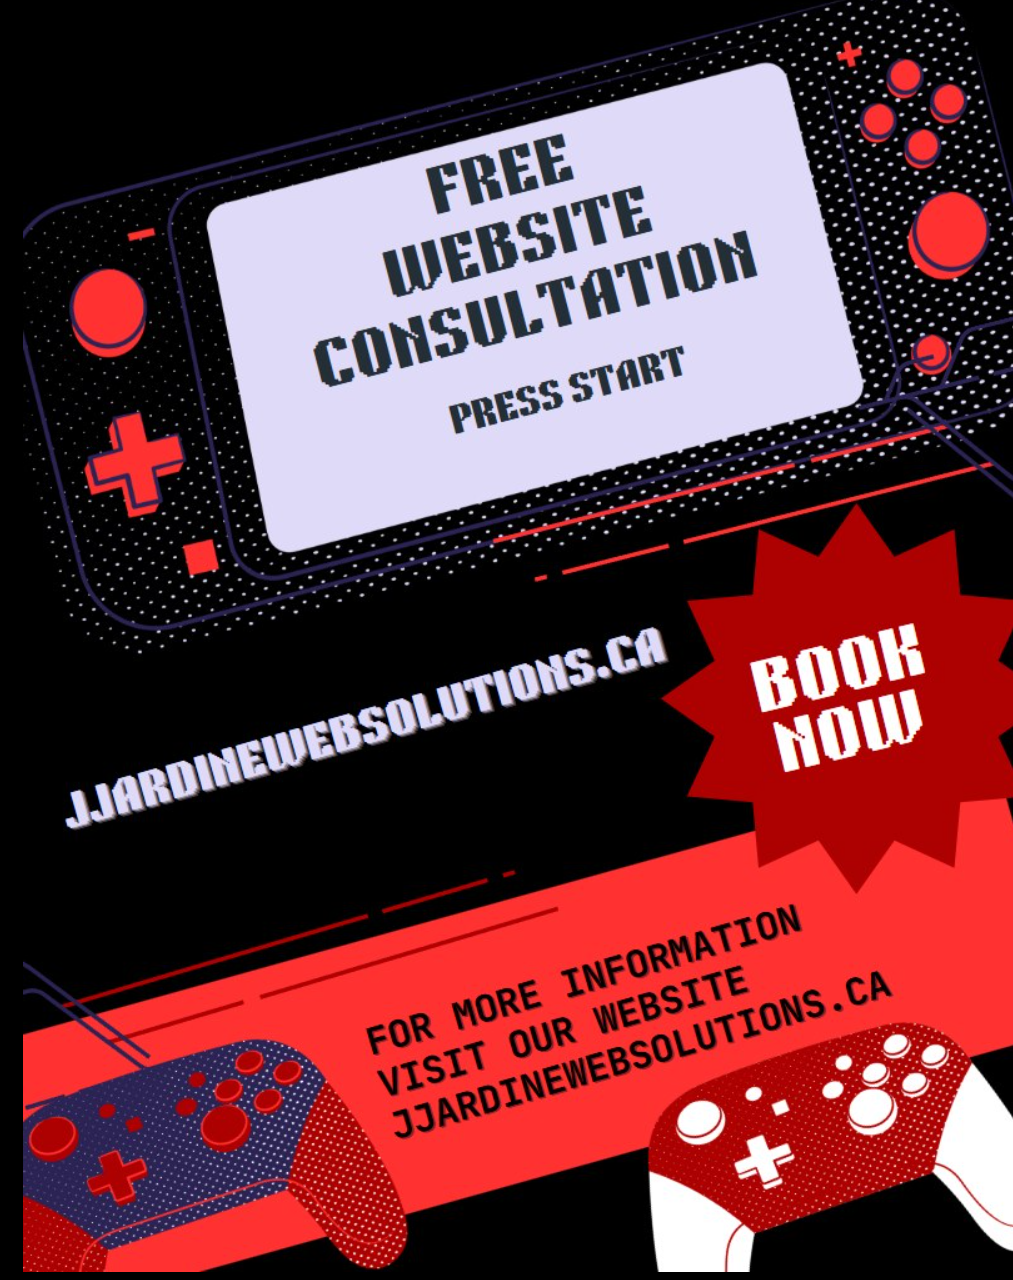 FREE
WEBSITE
CONSULTATION
PRESS START
JJARDINEWEBSOLUTIONS.CA
BOOK
NOW
FOR MORE INFORMATION
VISIT OUR WEBSITE
JJARDINEWEBSOLUTIONS.CA